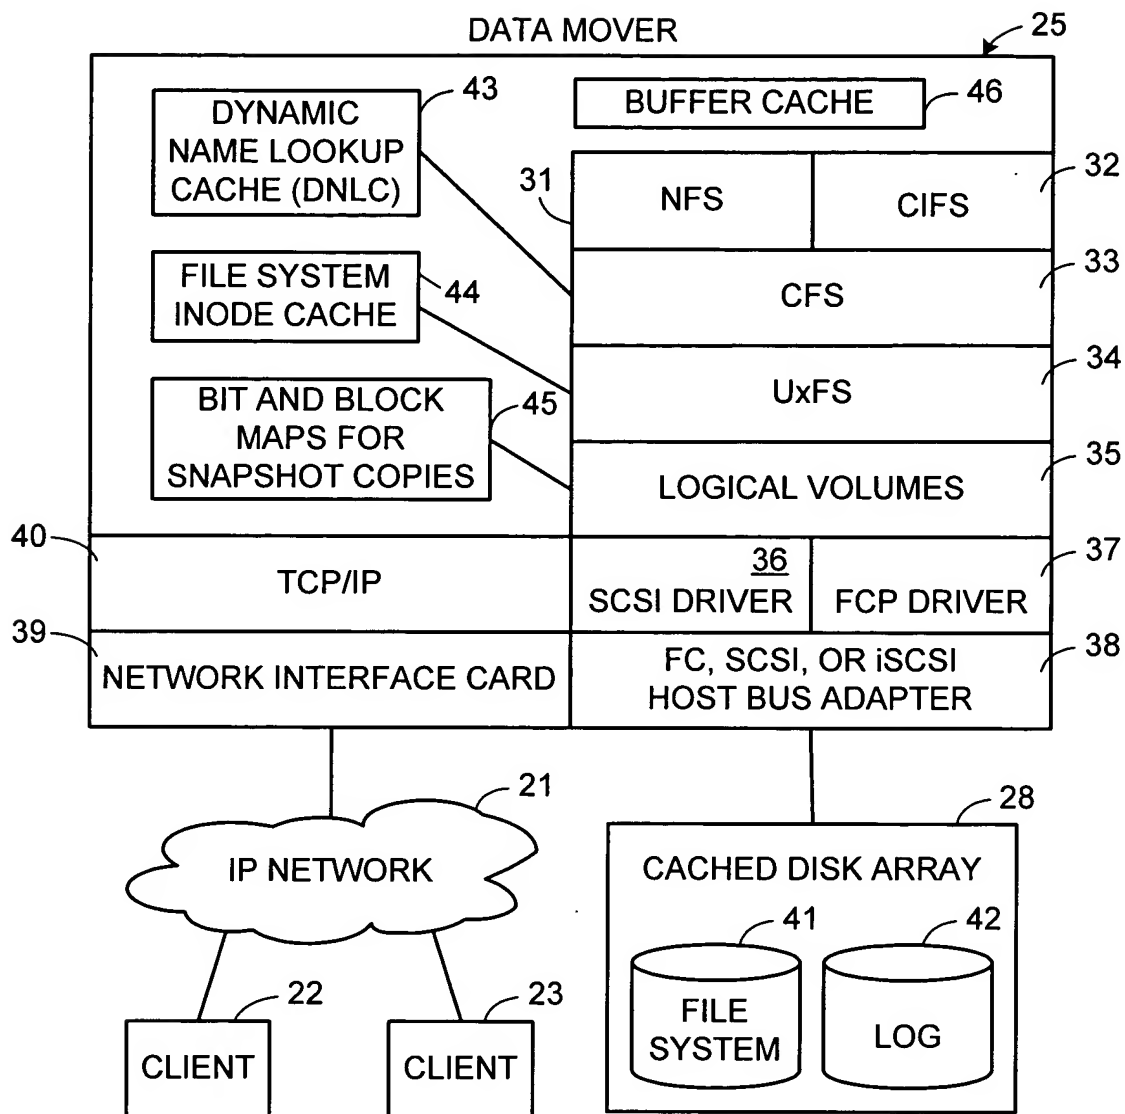 DATA MOVER
25
43
DYNAMIC
NAME LOOKUP
CACHE (DNLC)
BUFFER CACHE
46
31
NFS
CIFS
32
FILE SYSTEM
INODE CACHE
44
CFS
33
UxFS
34
BIT AND BLOCK
MAPS FOR
SNAPSHOT COPIES
45
LOGICAL VOLUMES
35
40
TCP/IP
36
SCSI DRIVER
FCP DRIVER
37
39
NETWORK INTERFACE CARD
FC, SCSI, OR iSCSI
HOST BUS ADAPTER
38
21
IP NETWORK
28
CACHED DISK ARRAY
41
FILE
SYSTEM
42
LOG
22
CLIENT
23
CLIENT